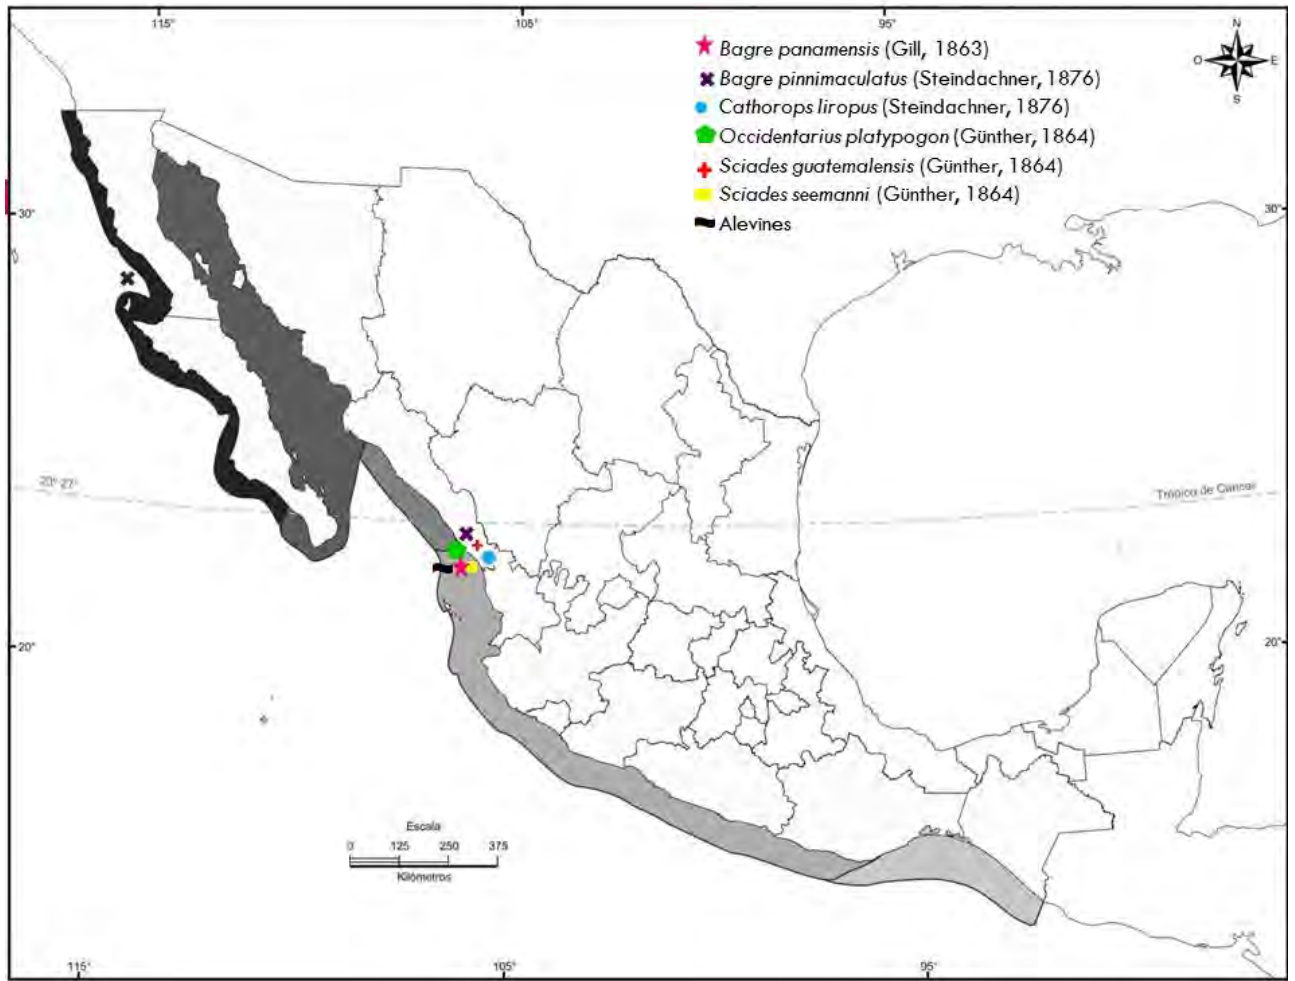 115°
105°
95°
N
O
E
S
Bagre panamensis (Gill, 1863)
Bagre pinnimaculatus (Steindachner, 1876)
Cathorops liropus (Steindachner, 1876)
Occidentarius platypogon (Günther, 1864)
Sciades guatemalensis (Günther, 1864)
Sciades seemanni (Günther, 1864)
Alevines
30°
30°
Trópico de Cancer
20°
20°
Escala
0 125 250 375
Kilómetros
115°
105°
95°